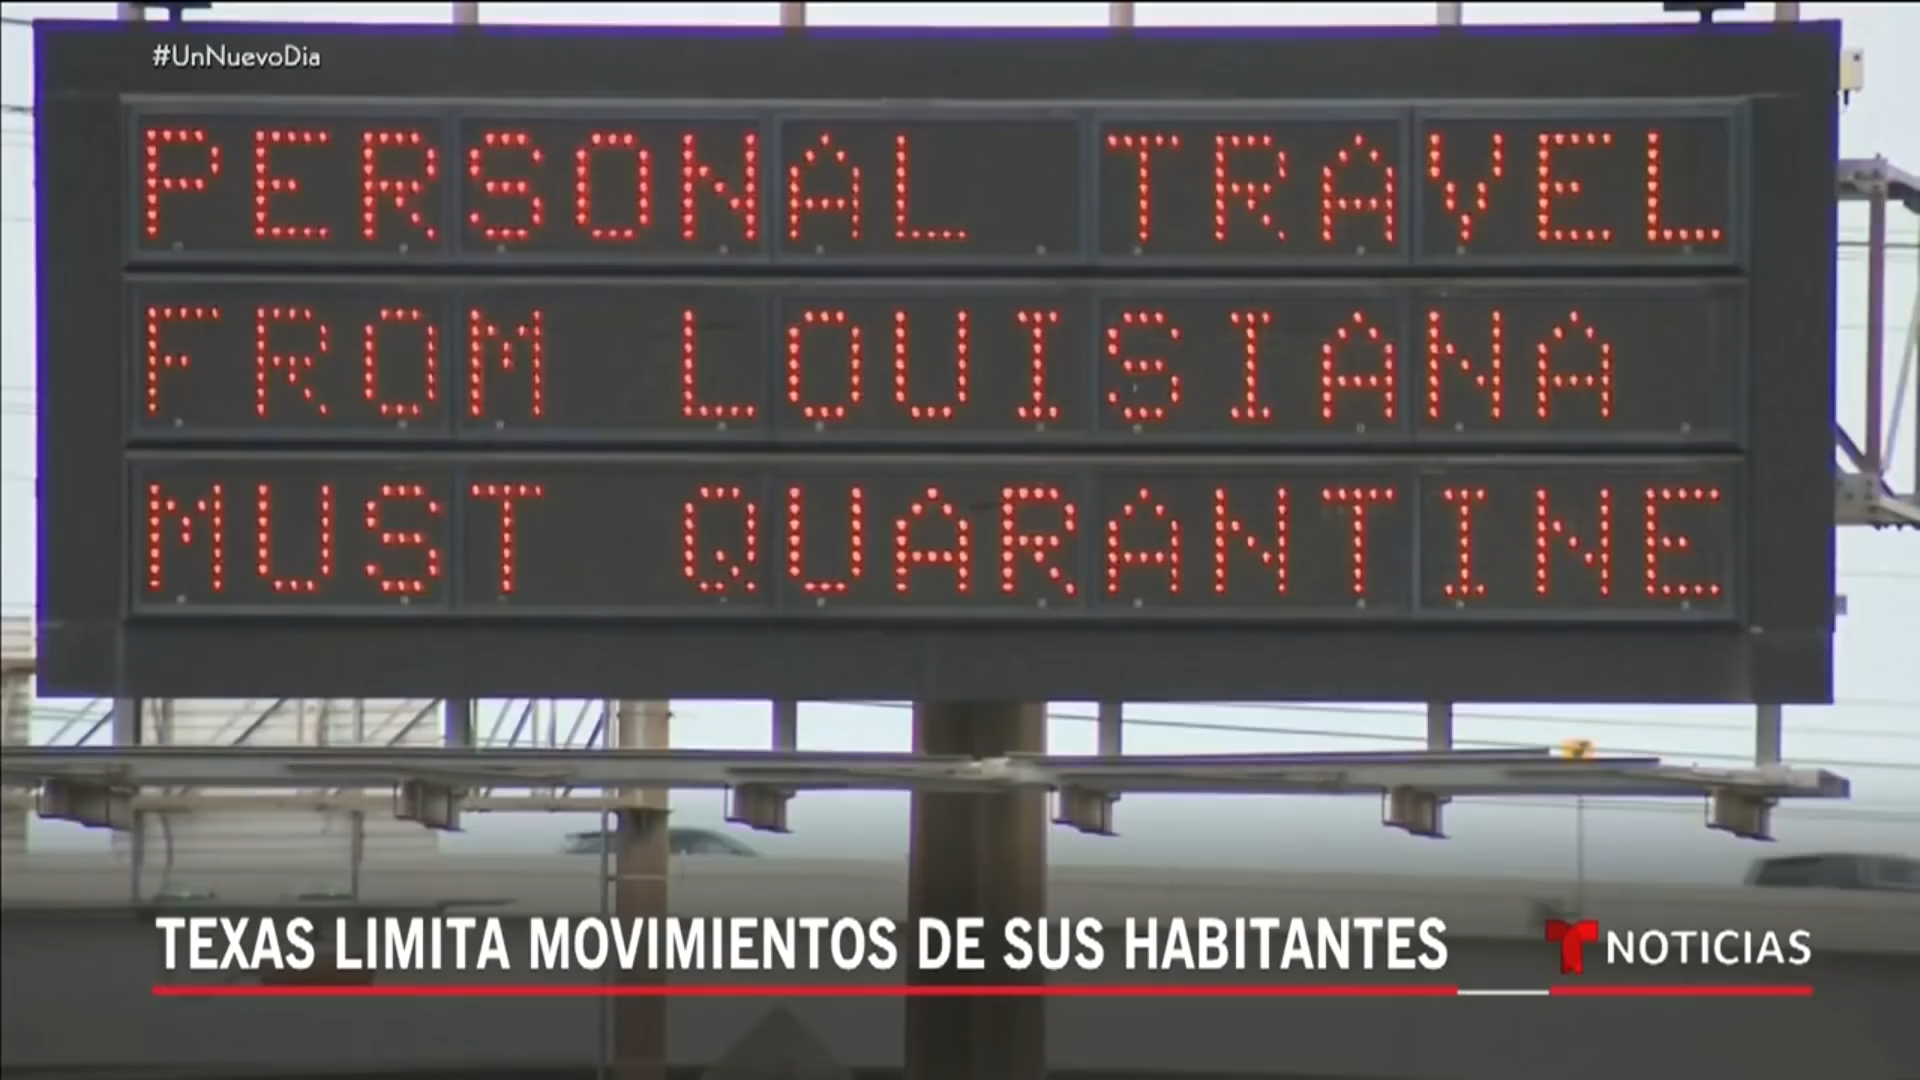 #UnNuevoDia
PERSONAL TRAVEL
FROM LOUISIANA
MUST QUARANTINE
TEXAS LIMITA MOVIMIENTOS DE SUS HABITANTES
NOTICIAS